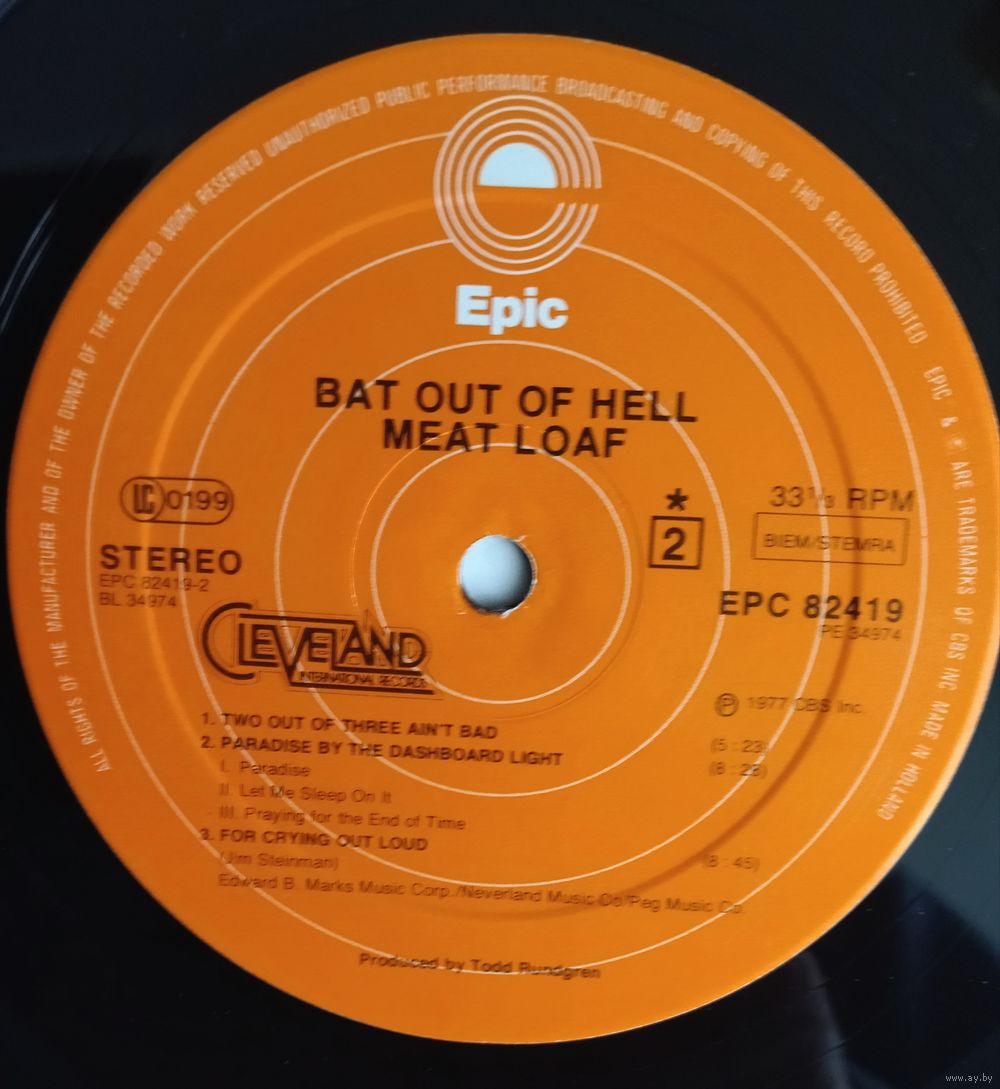 ALL RIGHTS OF THE MANUFACTURER AND OF THE OWNER OF THE RECORDED WORK RESERVED UNAUTHORIZED PUBLIC PERFORMANCE BROADCASTING AND COPYING OF THIS RECORD PROHIBITED. EPIC & ARE TRADEMARKS OF CBS INC MADE IN HOLLAND
Epic
BAT OUT OF HELL
MEAT LOAF
LC 0199
STEREO
EPC 82419-2
BL 34974
*
2
33 1/3 RPM
BIEM/STEMRA
EPC 82419
PE 34974
CLEVELAND
INTERNATIONAL RECORDS
℗ 1977 CBS Inc.
1. TWO OUT OF THREE AIN'T BAD (5 : 23)
2. PARADISE BY THE DASHBOARD LIGHT (8 : 28)
I. Paradise
II. Let Me Sleep On It
III. Praying for the End of Time
3. FOR CRYING OUT LOUD
(Jim Steinman) (8 : 45)
Edward B. Marks Music Corp./Neverland Music Co/Peg Music Co.
Produced by Todd Rundgren
www.ay.by